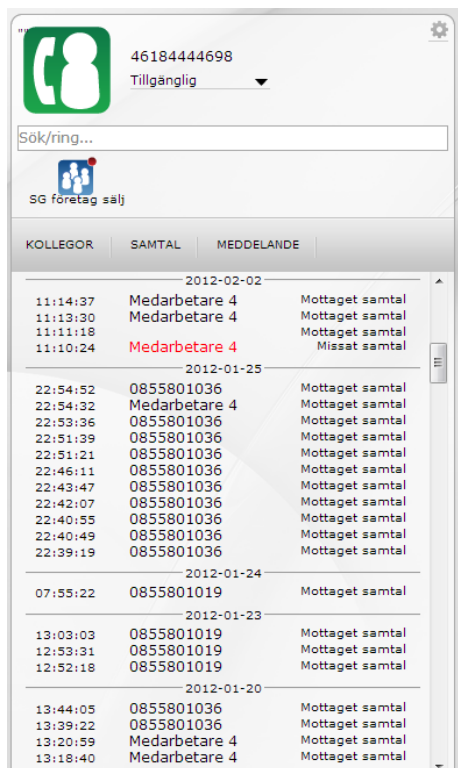 ""
46184444698
Tillgänglig
Sök/ring...
SG företag sälj
KOLLEGOR SAMTAL MEDDELANDE
2012-02-02
11:14:37 Medarbetare 4 Mottaget samtal
11:13:30 Medarbetare 4 Mottaget samtal
11:11:18 Mottaget samtal
11:10:24 Medarbetare 4 Missat samtal
2012-01-25
22:54:52 0855801036 Mottaget samtal
22:54:32 Medarbetare 4 Mottaget samtal
22:53:36 0855801036 Mottaget samtal
22:51:39 0855801036 Mottaget samtal
22:51:21 0855801036 Mottaget samtal
22:46:11 0855801036 Mottaget samtal
22:43:47 0855801036 Mottaget samtal
22:42:07 0855801036 Mottaget samtal
22:40:55 0855801036 Mottaget samtal
22:40:49 0855801036 Mottaget samtal
22:39:19 0855801036 Mottaget samtal
2012-01-24
07:55:22 0855801019 Mottaget samtal
2012-01-23
13:03:03 0855801019 Mottaget samtal
12:53:31 0855801019 Mottaget samtal
12:52:18 0855801019 Mottaget samtal
2012-01-20
13:44:05 0855801036 Mottaget samtal
13:39:22 0855801036 Mottaget samtal
13:20:59 Medarbetare 4 Mottaget samtal
13:18:40 Medarbetare 4 Mottaget samtal